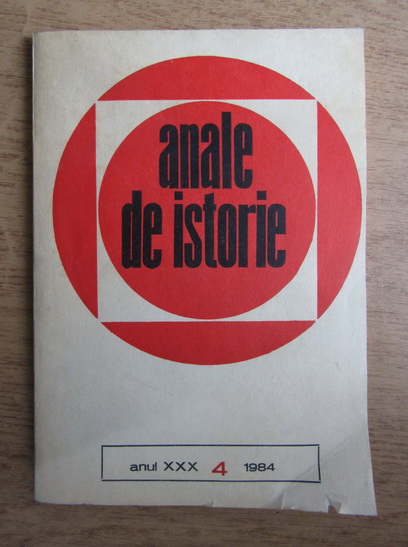 anale
de istorie
anul XXX 4 1984